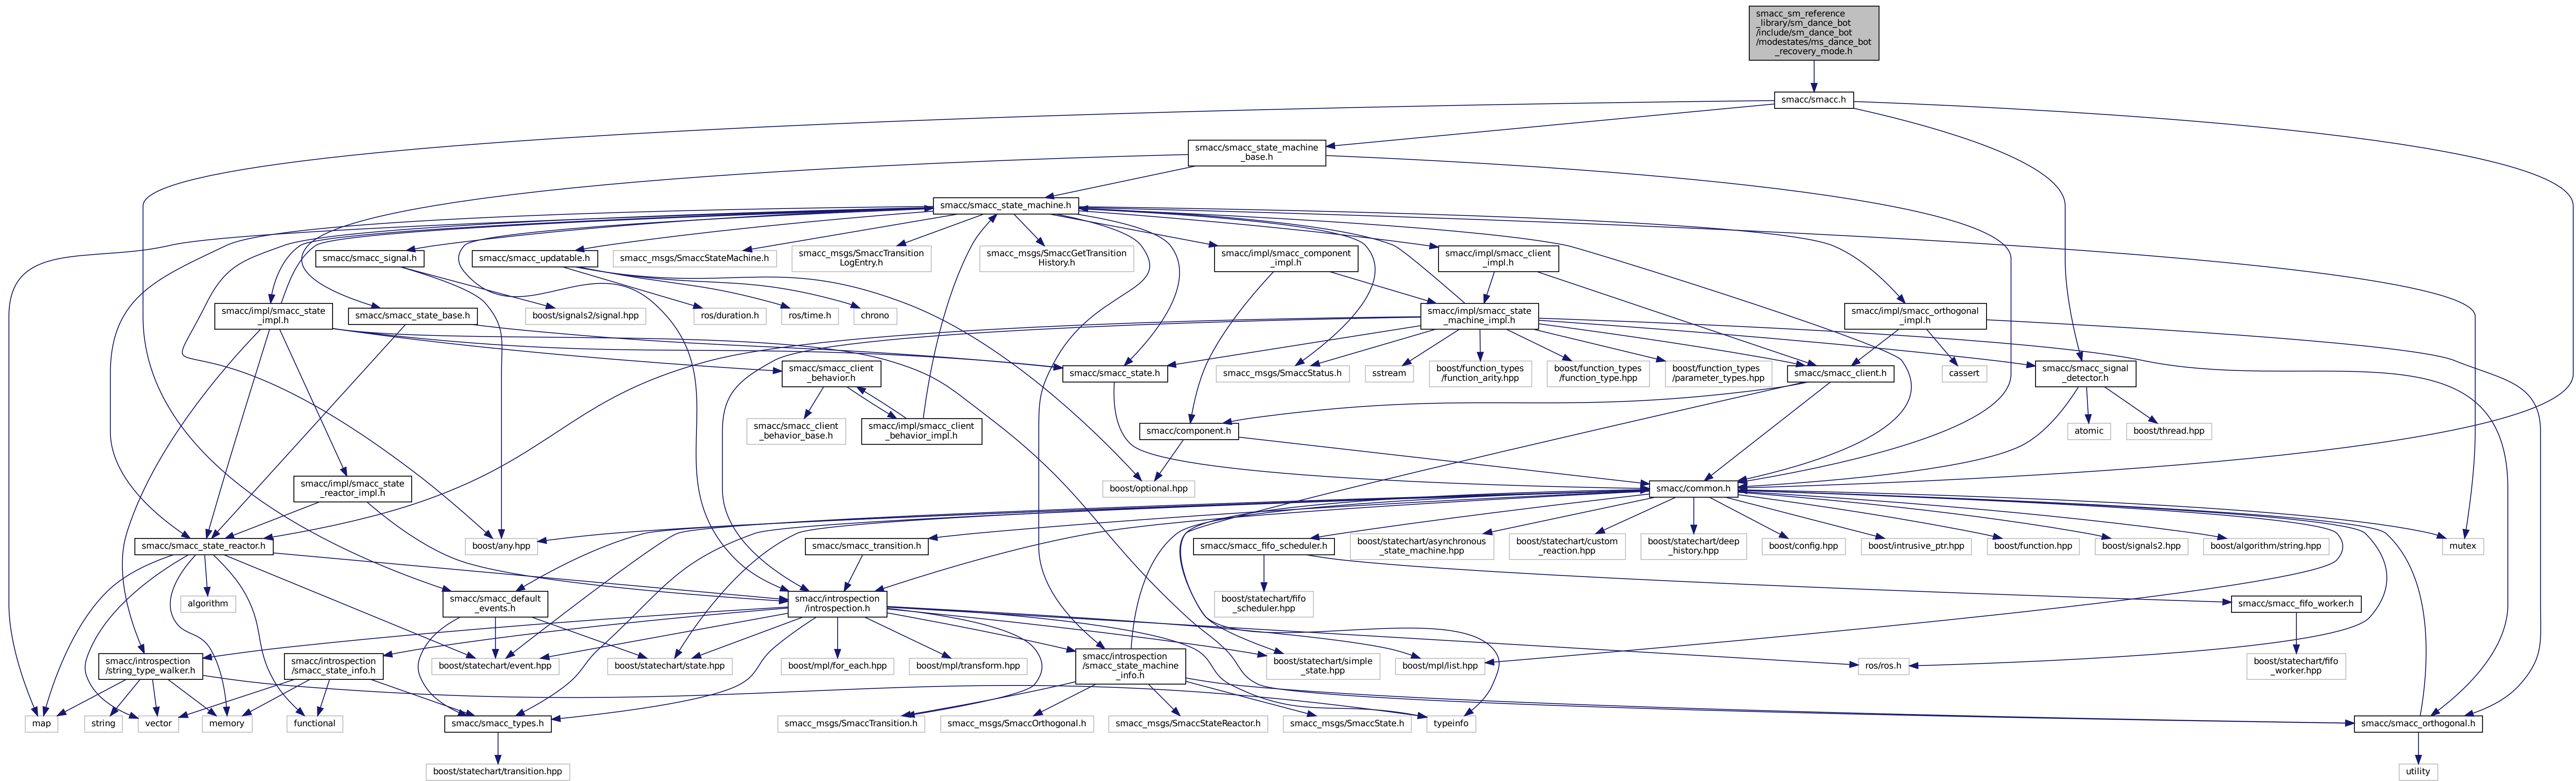 smacc_sm_reference
_library/sm_dance_bot
/include/sm_dance_bot
/modestates/ms_dance_bot
_recovery_mode.h
smacc/smacc.h
smacc/smacc_state_machine
_base.h
smacc/smacc_state_machine.h
smacc/smacc_signal.h
smacc/smacc_updatable.h
smacc_msgs/SmaccStateMachine.h
smacc_msgs/SmaccTransition
LogEntry.h
smacc_msgs/SmaccGetTransition
History.h
smacc/impl/smacc_component
_impl.h
smacc/impl/smacc_client
_impl.h
smacc/impl/smacc_state
_impl.h
smacc/smacc_state_base.h
boost/signals2/signal.hpp
ros/duration.h
ros/time.h
chrono
smacc/impl/smacc_state
_machine_impl.h
smacc/impl/smacc_orthogonal
_impl.h
smacc/smacc_client
_behavior.h
smacc/smacc_state.h
smacc_msgs/SmaccStatus.h
sstream
boost/function_types
/function_arity.hpp
boost/function_types
/function_type.hpp
boost/function_types
/parameter_types.hpp
smacc/smacc_client.h
cassert
smacc/smacc_signal
_detector.h
smacc/smacc_client
_behavior_base.h
smacc/impl/smacc_client
_behavior_impl.h
smacc/component.h
atomic
boost/thread.hpp
smacc/impl/smacc_state
_reactor_impl.h
boost/optional.hpp
smacc/common.h
smacc/smacc_state_reactor.h
boost/any.hpp
smacc/smacc_transition.h
smacc/smacc_fifo_scheduler.h
boost/statechart/asynchronous
_state_machine.hpp
boost/statechart/custom
_reaction.hpp
boost/statechart/deep
_history.hpp
boost/config.hpp
boost/intrusive_ptr.hpp
boost/function.hpp
boost/signals2.hpp
boost/algorithm/string.hpp
mutex
algorithm
smacc/smacc_default
_events.h
smacc/introspection
/introspection.h
boost/statechart/fifo
_scheduler.hpp
smacc/smacc_fifo_worker.h
smacc/introspection
/string_type_walker.h
smacc/introspection
/smacc_state_info.h
boost/statechart/event.hpp
boost/statechart/state.hpp
boost/mpl/for_each.hpp
boost/mpl/transform.hpp
smacc/introspection
/smacc_state_machine
_info.h
boost/statechart/simple
_state.hpp
boost/mpl/list.hpp
ros/ros.h
boost/statechart/fifo
_worker.hpp
map
string
vector
memory
functional
smacc/smacc_types.h
smacc_msgs/SmaccTransition.h
smacc_msgs/SmaccOrthogonal.h
smacc_msgs/SmaccStateReactor.h
smacc_msgs/SmaccState.h
typeinfo
smacc/smacc_orthogonal.h
boost/statechart/transition.hpp
utility